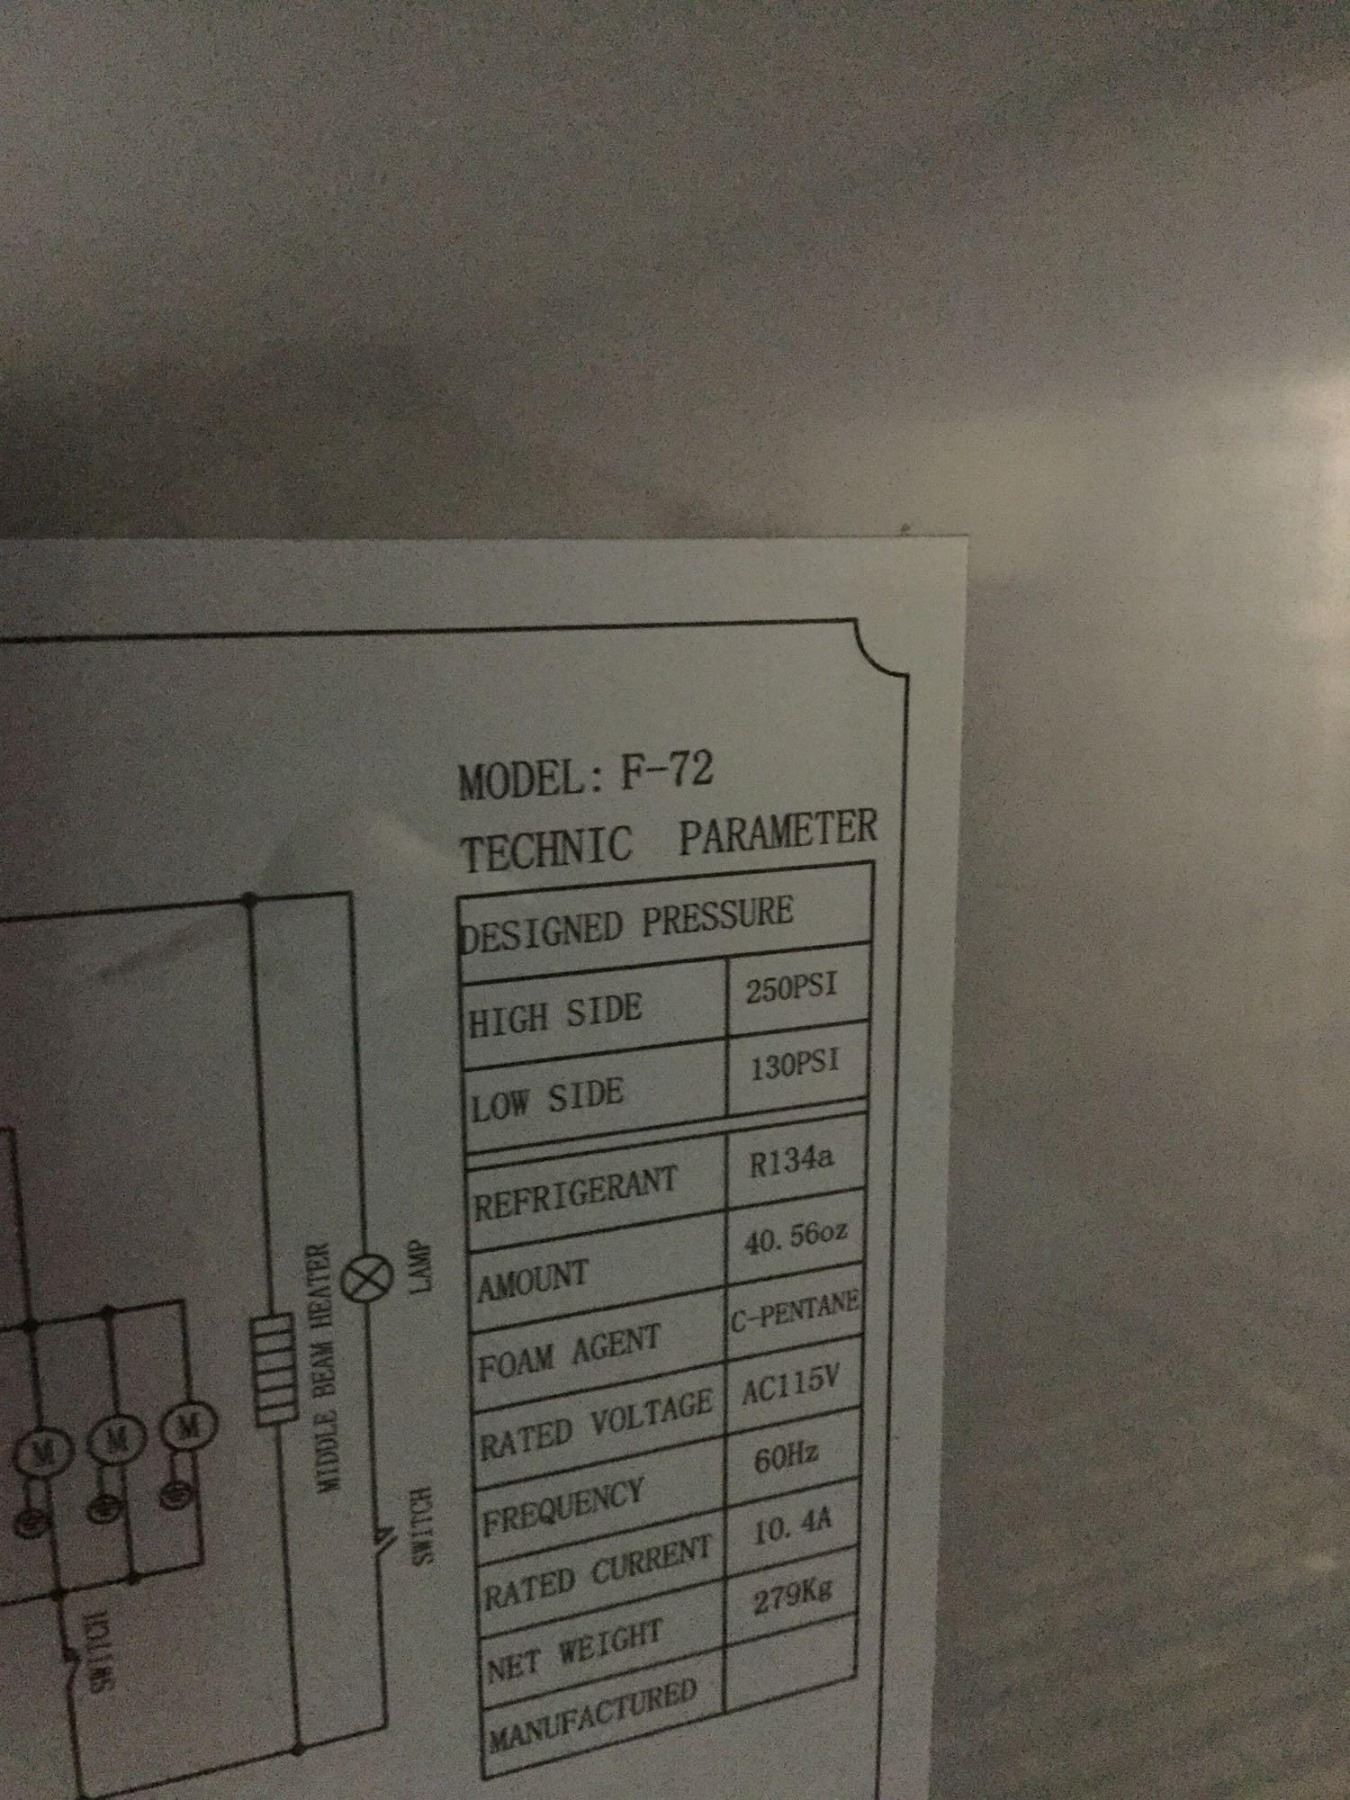 MODEL: F-72
TECHNIC PARAMETER
DESIGNED PRESSURE
HIGH SIDE 250PSI
LOW SIDE 130PSI
REFRIGERANT R134a
AMOUNT 40.56oz
FOAM AGENT C-PENTANE
RATED VOLTAGE AC115V
FREQUENCY 60Hz
RATED CURRENT 10.4A
NET WEIGHT 279Kg
MANUFACTURED
MIDDLE BEAM HEATER
LAMP
SWITCH
M
M
M
SWITCH